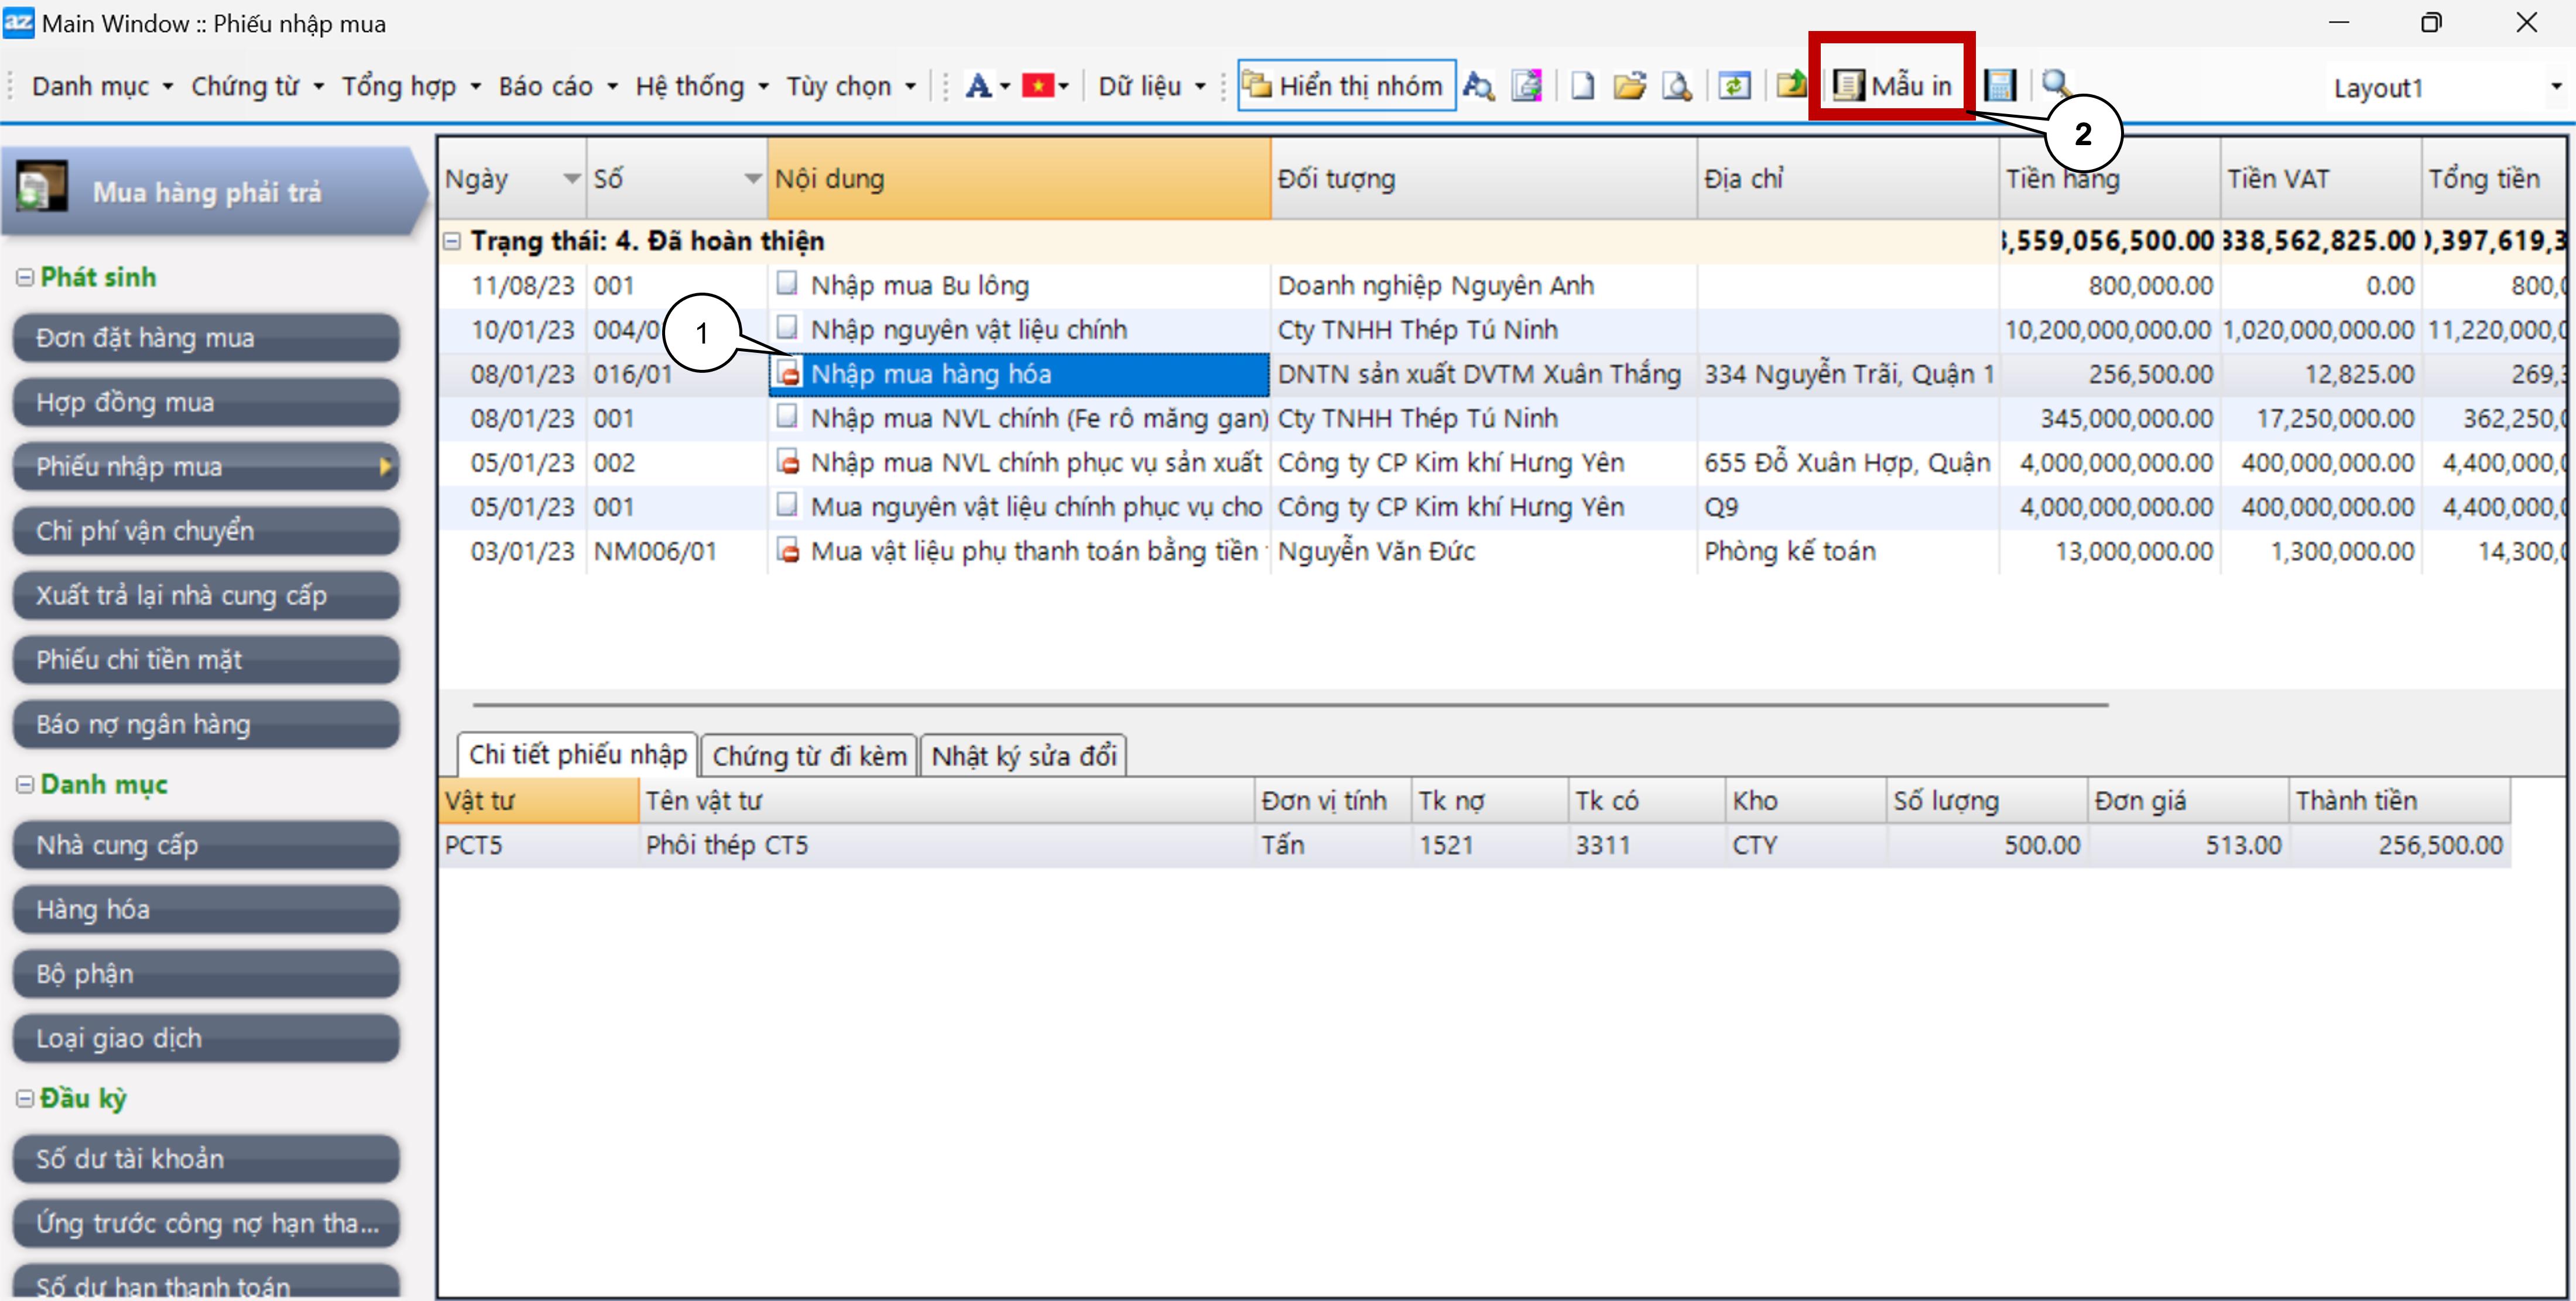 az Main Window :: Phiếu nhập mua
Danh mục Chứng từ Tổng hợp Báo cáo Hệ thống Tùy chọn A Dữ liệu Hiển thị nhóm Mẫu in Layout1
2
Mua hàng phải trả
Phát sinh
Đơn đặt hàng mua
Hợp đồng mua
Phiếu nhập mua
Chi phí vận chuyển
Xuất trả lại nhà cung cấp
Phiếu chi tiền mặt
Báo nợ ngân hàng
Danh mục
Nhà cung cấp
Hàng hóa
Bộ phận
Loại giao dịch
Đầu kỳ
Số dư tài khoản
Ứng trước công nợ hạn tha...
Số dư hạn thanh toán
Ngày Số Nội dung Đối tượng Địa chỉ Tiền hàng Tiền VAT Tổng tiền
Trạng thái: 4. Đã hoàn thiện ,559,056,500.00 338,562,825.00 ,397,619,3
11/08/23 001 Nhập mua Bu lông Doanh nghiệp Nguyên Anh 800,000.00 0.00 800,0
10/01/23 004/0 Nhập nguyên vật liệu chính Cty TNHH Thép Tú Ninh 10,200,000,000.00 1,020,000,000.00 11,220,000,0
1
08/01/23 016/01 Nhập mua hàng hóa DNTN sản xuất DVTM Xuân Thắng 334 Nguyễn Trãi, Quận 1 256,500.00 12,825.00 269,3
08/01/23 001 Nhập mua NVL chính (Fe rô măng gan) Cty TNHH Thép Tú Ninh 345,000,000.00 17,250,000.00 362,250,0
05/01/23 002 Nhập mua NVL chính phục vụ sản xuất Công ty CP Kim khí Hưng Yên 655 Đỗ Xuân Hợp, Quận 4,000,000,000.00 400,000,000.00 4,400,000,0
05/01/23 001 Mua nguyên vật liệu chính phục vụ cho Công ty CP Kim khí Hưng Yên Q9 4,000,000,000.00 400,000,000.00 4,400,000,0
03/01/23 NM006/01 Mua vật liệu phụ thanh toán bằng tiền Nguyễn Văn Đức Phòng kế toán 13,000,000.00 1,300,000.00 14,300,0
Chi tiết phiếu nhập Chứng từ đi kèm Nhật ký sửa đổi
Vật tư Tên vật tư Đơn vị tính Tk nợ Tk có Kho Số lượng Đơn giá Thành tiền
PCT5 Phôi thép CT5 Tấn 1521 3311 CTY 500.00 513.00 256,500.00